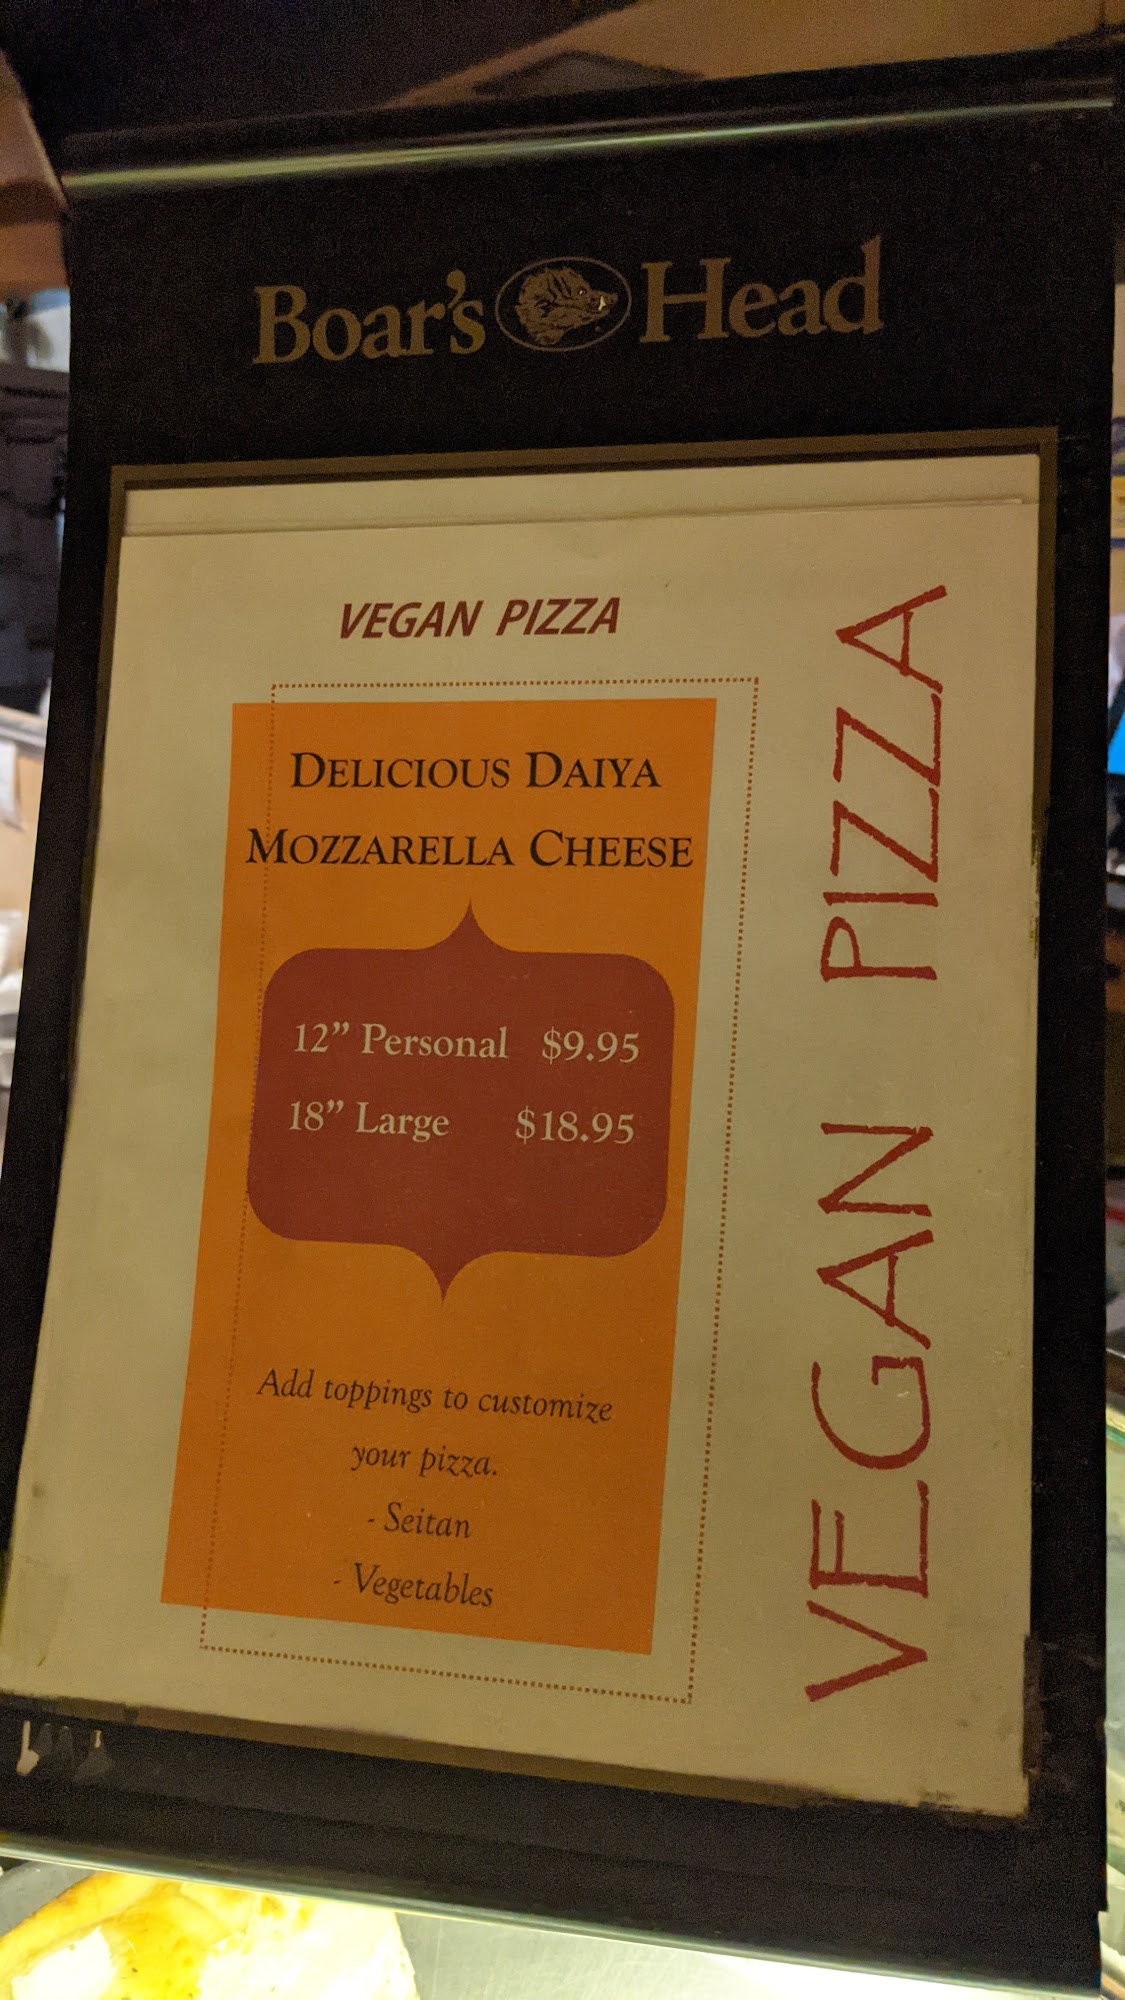 Boar's Head
VEGAN PIZZA
DELICIOUS DAIYA
MOZZARELLA CHEESE
12” Personal $9.95
18” Large $18.95
Add toppings to customize
your pizza.
- Seitan
- Vegetables
VEGAN PIZZA